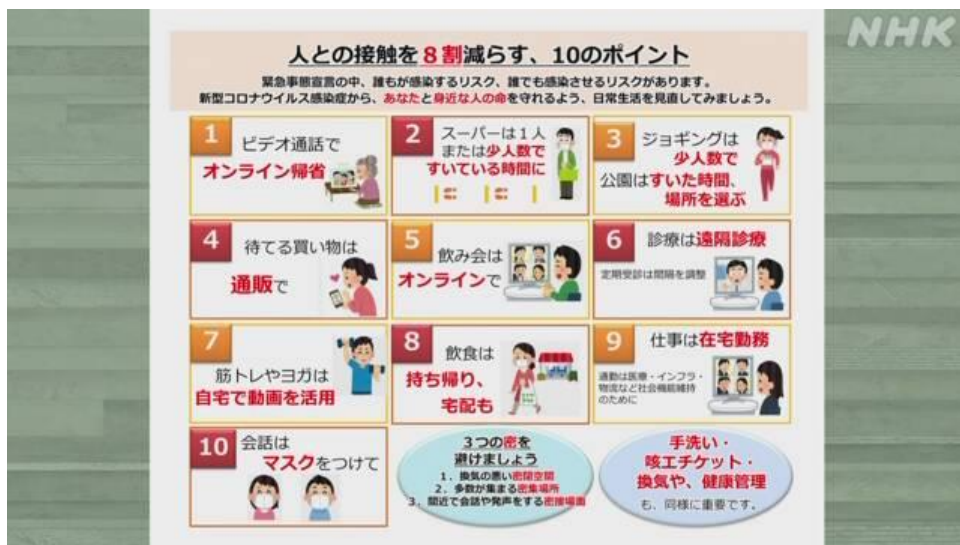 NHK
人との接触を8割減らす、10のポイント
緊急事態宣言の中、誰もが感染するリスク、誰でも感染させるリスクがあります。
新型コロナウイルス感染症から、あなたと身近な人の命を守れるよう、日常生活を見直してみましょう。
1
ビデオ通話で
オンライン帰省
2
スーパーは1人
または少人数で
すいている時間に
3
ジョギングは
少人数で
公園はすいた時間、
場所を選ぶ
4
待てる買い物は
通販で
5
飲み会は
オンラインで
6
診療は遠隔診療
定期受診は間隔を調整
7
筋トレやヨガは
自宅で動画を活用
8
飲食は
持ち帰り、
宅配も
9
仕事は在宅勤務
通勤は医療・インフラ・
物流など社会機能維持
のために
10
会話は
マスクをつけて
3つの密を
避けましょう
1．換気の悪い密閉空間
2．多数が集まる密集場所
3．間近で会話や発声をする密接場面
手洗い・
咳エチケット・
換気や、健康管理
も、同様に重要です。